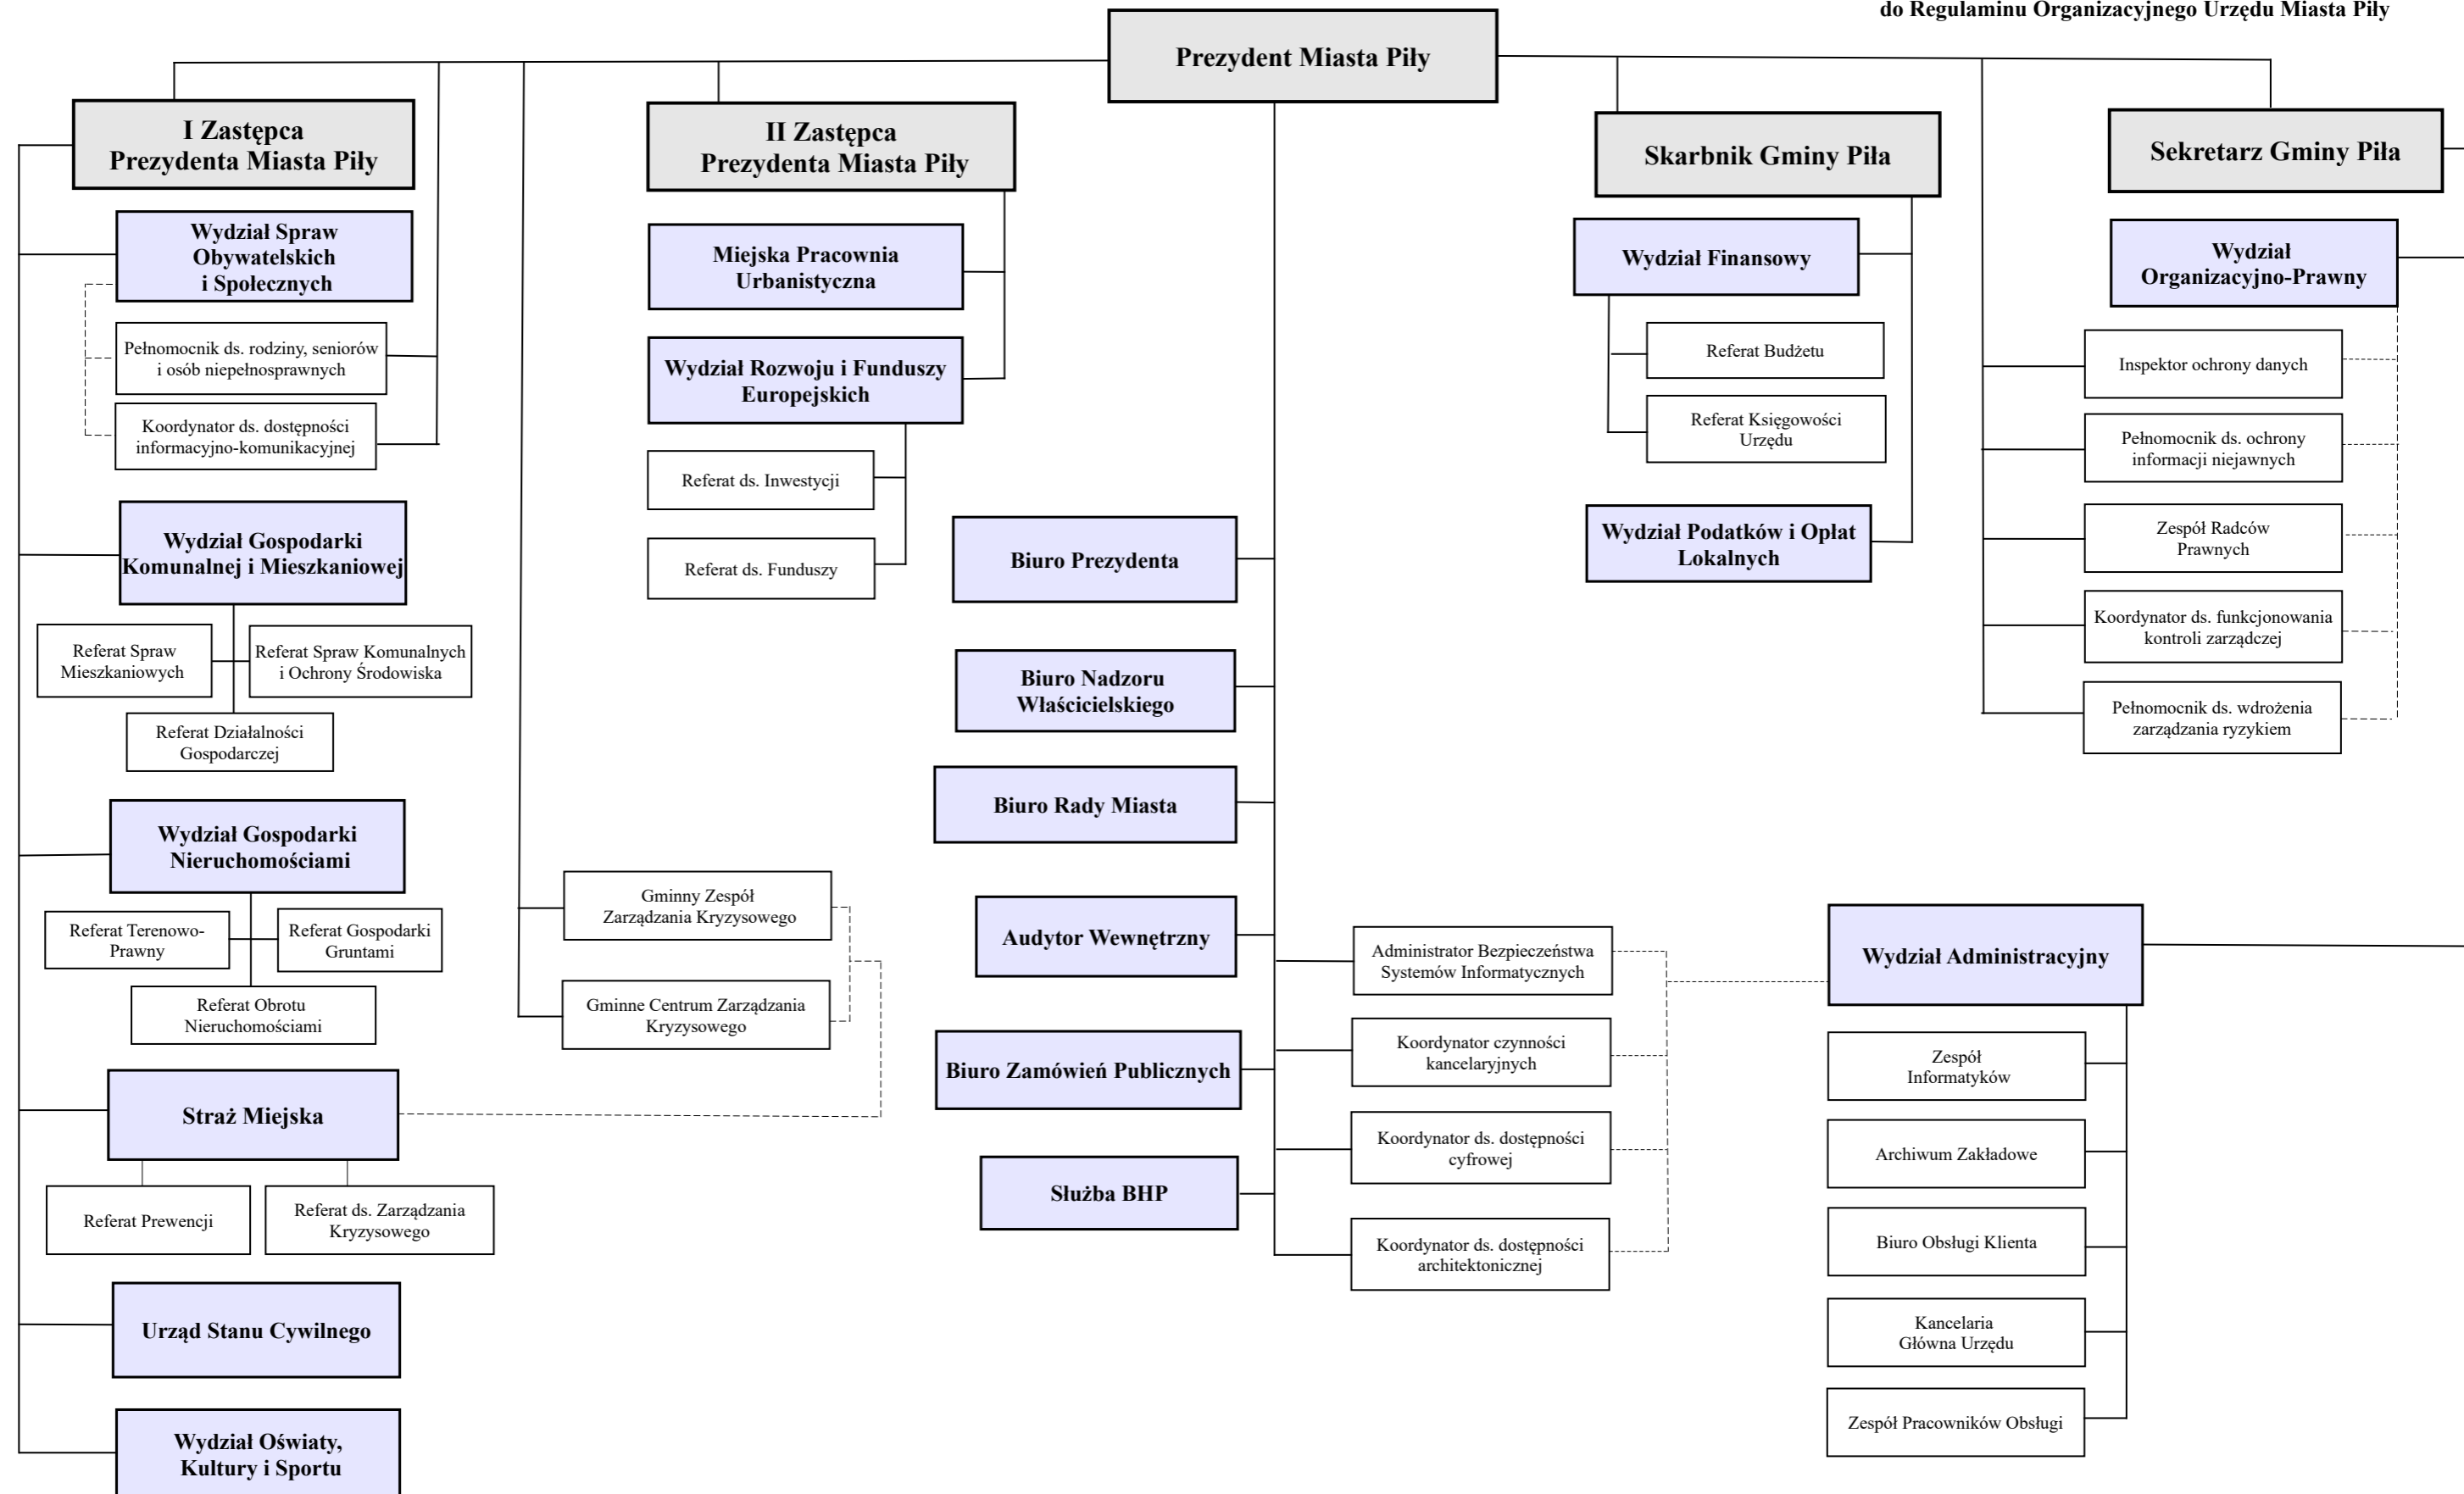 do Regulaminu Organizacyjnego Urzędu Miasta Piły
Prezydent Miasta Piły
I Zastępca
Prezydenta Miasta Piły
II Zastępca
Prezydenta Miasta Piły
Skarbnik Gminy Piła
Sekretarz Gminy Piła
Wydział Spraw
Obywatelskich
i Społecznych
Pełnomocnik ds. rodziny, seniorów
i osób niepełnosprawnych
Koordynator ds. dostępności
informacyjno-komunikacyjnej
Wydział Gospodarki
Komunalnej i Mieszkaniowej
Referat Spraw
Mieszkaniowych
Referat Spraw Komunalnych
i Ochrony Środowiska
Referat Działalności
Gospodarczej
Wydział Gospodarki
Nieruchomościami
Referat Terenowo-
Prawny
Referat Gospodarki
Gruntami
Referat Obrotu
Nieruchomościami
Straż Miejska
Referat Prewencji
Referat ds. Zarządzania
Kryzysowego
Urząd Stanu Cywilnego
Wydział Oświaty,
Kultury i Sportu
Miejska Pracownia
Urbanistyczna
Wydział Rozwoju i Funduszy
Europejskich
Referat ds. Inwestycji
Referat ds. Funduszy
Gminny Zespół
Zarządzania Kryzysowego
Gminne Centrum Zarządzania
Kryzysowego
Biuro Prezydenta
Biuro Nadzoru
Właścicielskiego
Biuro Rady Miasta
Audytor Wewnętrzny
Biuro Zamówień Publicznych
Służba BHP
Administrator Bezpieczeństwa
Systemów Informatycznych
Koordynator czynności
kancelaryjnych
Koordynator ds. dostępności
cyfrowej
Koordynator ds. dostępności
architektonicznej
Wydział Finansowy
Referat Budżetu
Referat Księgowości
Urzędu
Wydział Podatków i Opłat
Lokalnych
Wydział
Organizacyjno-Prawny
Inspektor ochrony danych
Pełnomocnik ds. ochrony
informacji niejawnych
Zespół Radców
Prawnych
Koordynator ds. funkcjonowania
kontroli zarządczej
Pełnomocnik ds. wdrożenia
zarządzania ryzykiem
Wydział Administracyjny
Zespół
Informatyków
Archiwum Zakładowe
Biuro Obsługi Klienta
Kancelaria
Główna Urzędu
Zespół Pracowników Obsługi